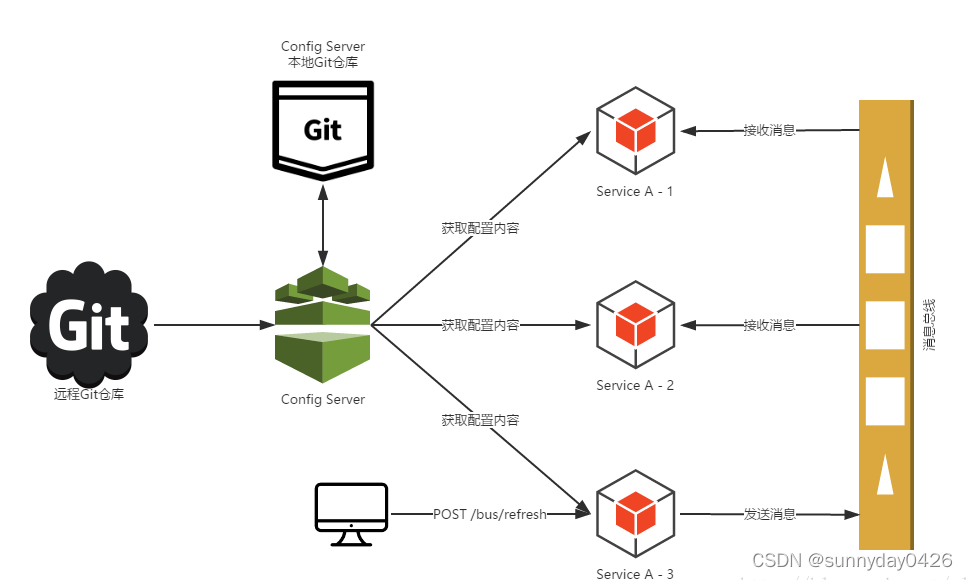 Config Server
本地Git仓库
Git
接收消息
Service A - 1
获取配置内容
Git
远程Git仓库
Config Server
获取配置内容
接收消息
Service A - 2
消息总线
获取配置内容
POST /bus/refresh
发送消息
Service A - 3
CSDN @sunnyday0426